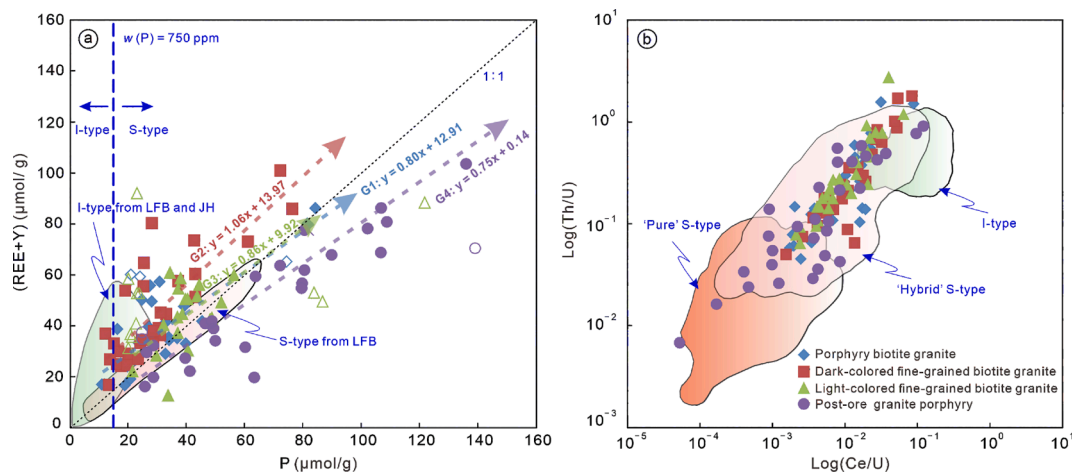 a
w (P) = 750 ppm
1:1
I-type
S-type
I-type from LFB and JH
G2: y = 1.06x + 13.97
G1: y = 0.80x + 12.91
G3: y = 0.86x + 9.92
G4: y = 0.75x + 0.14
S-type from LFB
160
140
120
100
80
60
40
20
0
0 20 40 60 80 100 120 140 160
(REE+Y) (μmol/ g)
P (μmol/g)
b
I-type
'Pure' S-type
'Hybrid' S-type
Porphyry biotite granite
Dark-colored fine-grained biotite granite
Light-colored fine-grained biotite granite
Post-ore granite porphyry
10¹
10⁰
10⁻¹
10⁻²
10⁻³
10⁻⁵ 10⁻⁴ 10⁻³ 10⁻² 10⁻¹ 10⁰ 10¹
Log(Th/U)
Log(Ce/U)